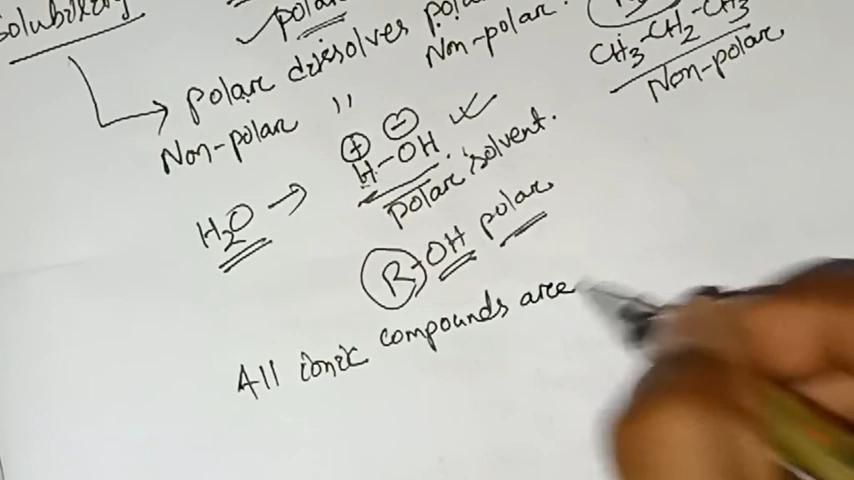 Solubility
polar
polar dissolves polar
Non-polar " Non-polar.
CH3-CH2-CH3
Non-polar
H2O → H-OH ✓
+ -
polar solvent.
R-OH polar
All ionic compounds are